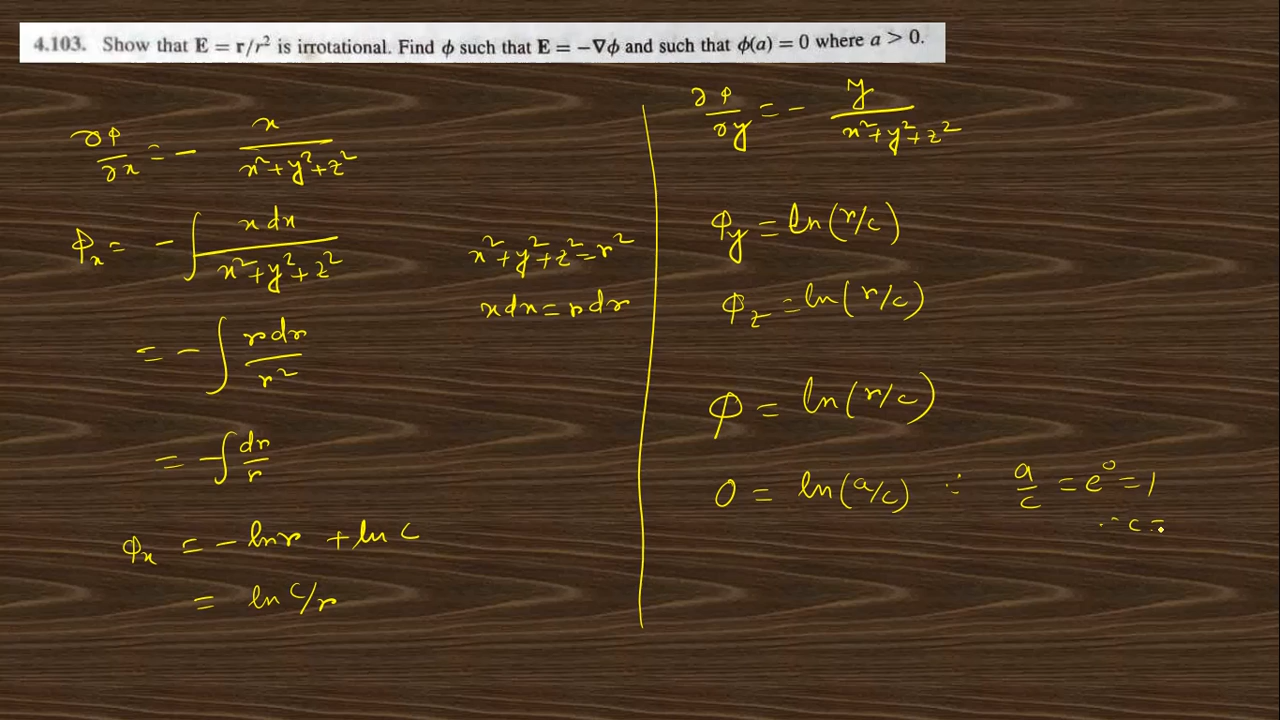 4.103. Show that E = r/r² is irrotational. Find ϕ such that E = −∇ϕ and such that ϕ(a) = 0 where a > 0.
∂φ/∂x = − x/(x²+y²+z²)
φₓ = − ∫ x dx/(x²+y²+z²)
x²+y²+z² = r²
x dx = r dr
= − ∫ r dr/r²
= − ∫ dr/r
φₓ = − ln r + ln c
= ln c/r
∂φ/∂y = − y/(x²+y²+z²)
φ_y = ln(r/c)
φ_z = ln(r/c)
φ = ln(r/c)
0 = ln(a/c) ∴ a/c = e⁰ = 1
∴ c =